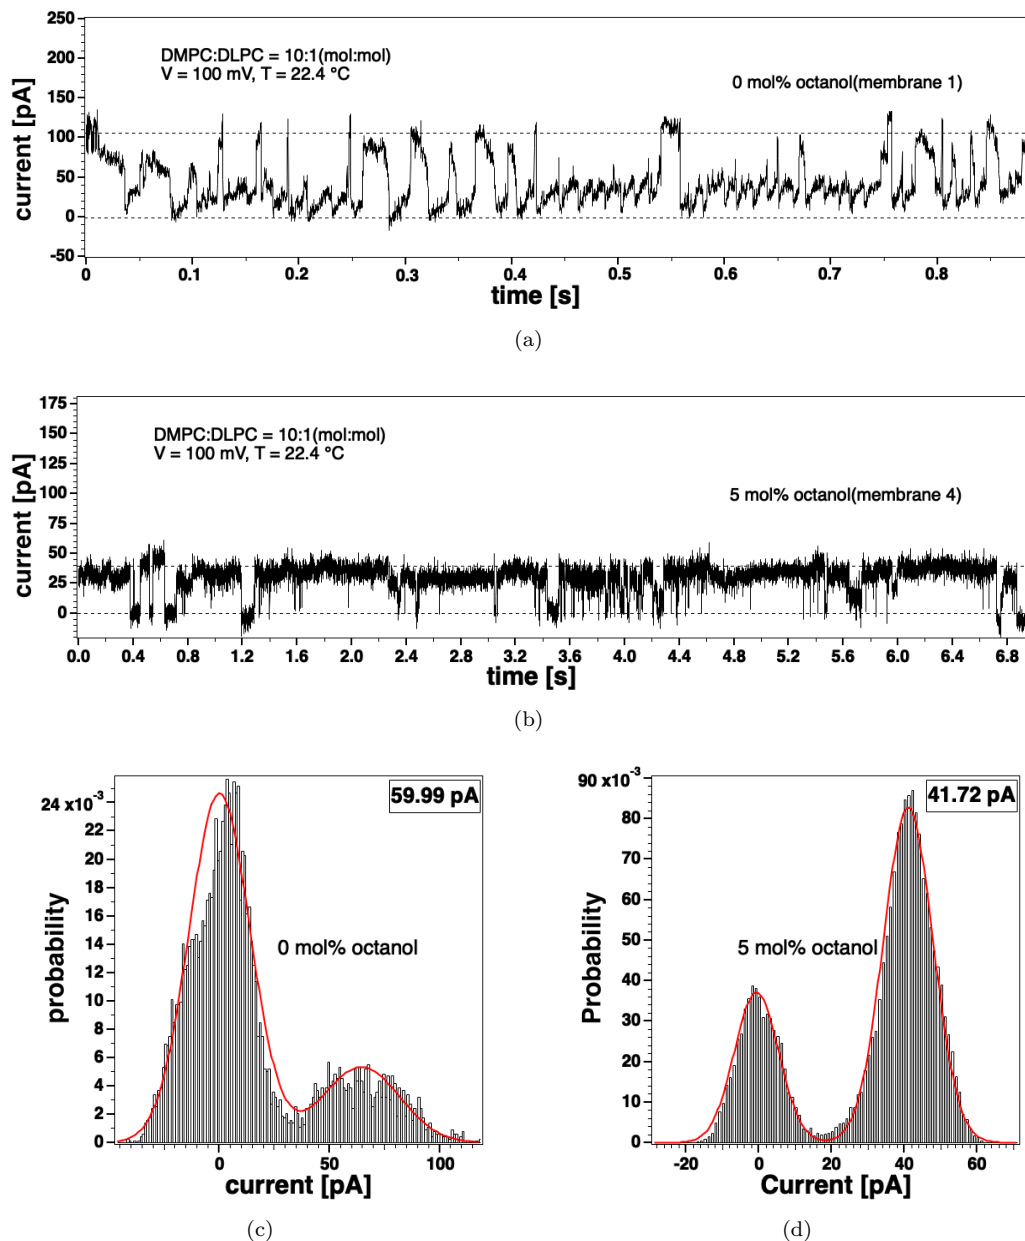 250
200
150
100
50
0
-50
current [pA]
DMPC:DLPC = 10:1(mol:mol)
V = 100 mV, T = 22.4 °C
0 mol% octanol(membrane 1)
0 0.1 0.2 0.3 0.4 0.5 0.6 0.7 0.8
time [s]
(a)
175
150
125
100
75
50
25
0
current [pA]
DMPC:DLPC = 10:1(mol:mol)
V = 100 mV, T = 22.4 °C
5 mol% octanol(membrane 4)
0.0 0.4 0.8 1.2 1.6 2.0 2.4 2.8 3.2 3.6 4.0 4.4 4.8 5.2 5.6 6.0 6.4 6.8
time [s]
(b)
24 x10-3
22
20
18
16
14
12
10
8
6
4
2
0
probability
59.99 pA
0 mol% octanol
0 50 100
current [pA]
(c)
90 x10-3
80
70
60
50
40
30
20
10
0
Probability
41.72 pA
5 mol% octanol
-20 0 20 40 60
Current [pA]
(d)